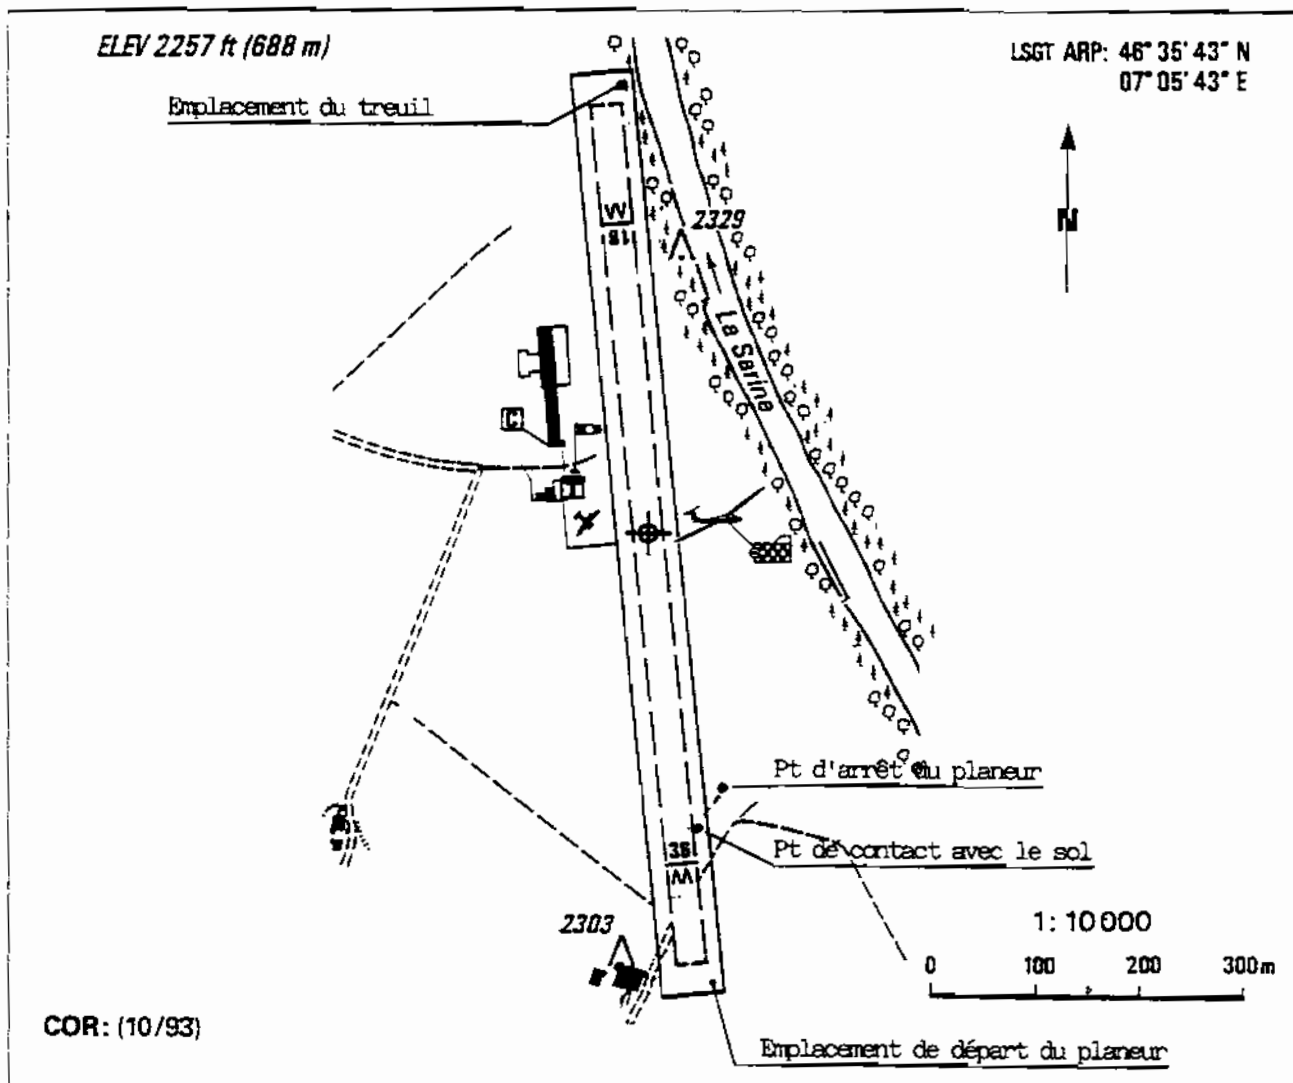 ELEV 2257 ft (688 m)
LSGT ARP: 46° 35' 43" N
07° 05' 43" E
Emplacement du treuil
N
18
2329
La Sarine
C
Pt d'arrêt du planeur
36
Pt de contact avec le sol
2303
1: 10 000
0 100 200 300m
COR: (10/93)
Emplacement de départ du planeur